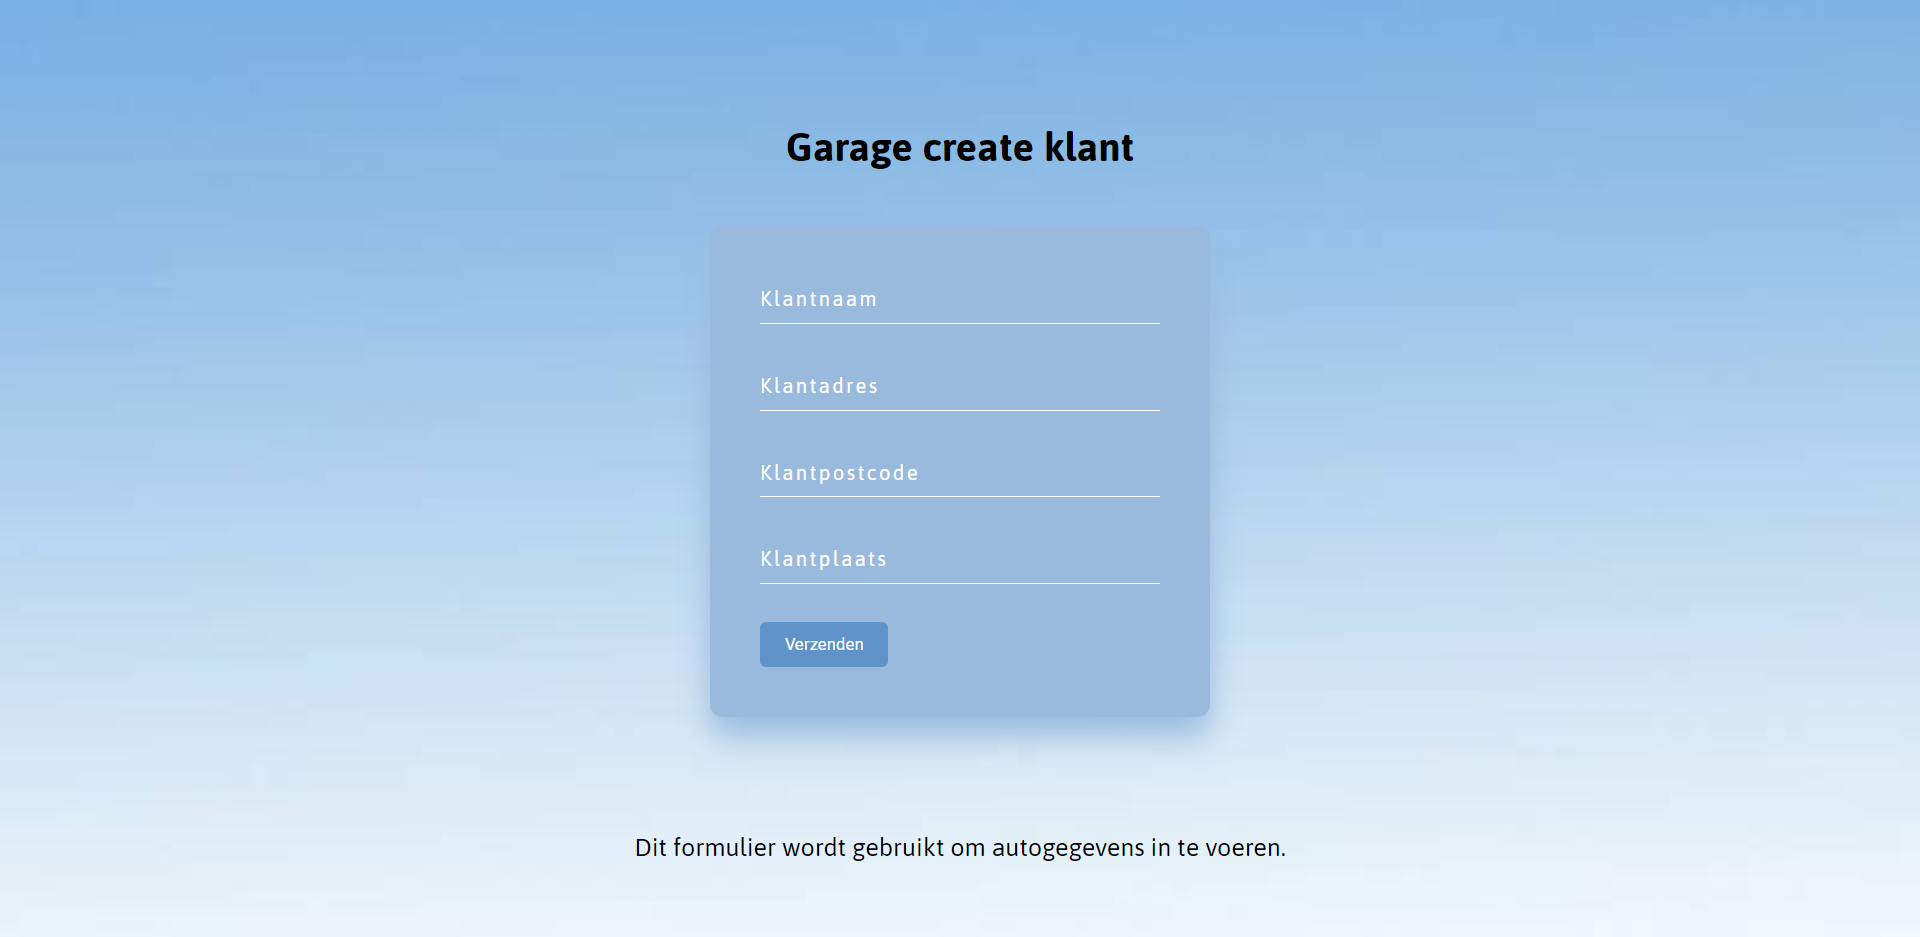 Garage create klant
Klantnaam
Klantadres
Klantpostcode
Klantplaats
Verzenden
Dit formulier wordt gebruikt om autogegevens in te voeren.